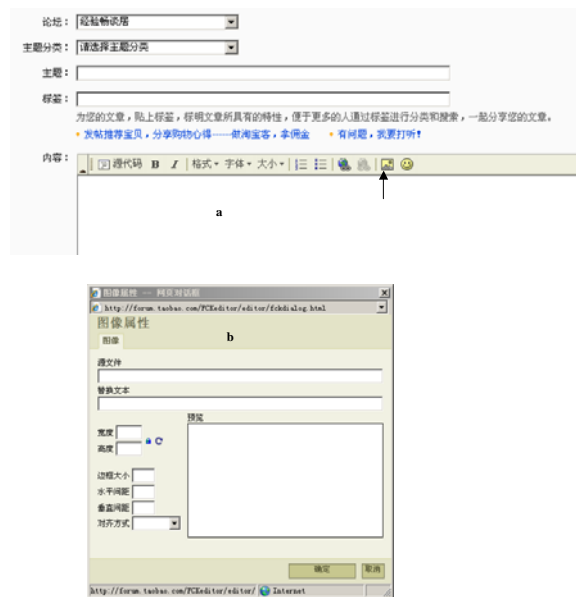 论坛： 经验畅谈居
主题分类： 请选择主题分类
主题：
标签：
为您的文章，贴上标签，标明文章所具有的特性，便于更多的人通过标签进行分类和搜索，一起分享您的文章。
• 发帖推荐宝贝，分享购物心得——做淘宝客，拿佣金 • 有问题，我要打听！
内容： 源代码 B I 格式 字体 大小
a
图像属性 -- 网页对话框
http://forum.taobao.com/FCKeditor/editor/fckdialog.html
图像属性
图像
b
源文件
替换文本
预览
宽度
高度
边框大小
水平间距
垂直间距
对齐方式
确定 取消
http://forum.taobao.com/FCKeditor/editor/ Internet